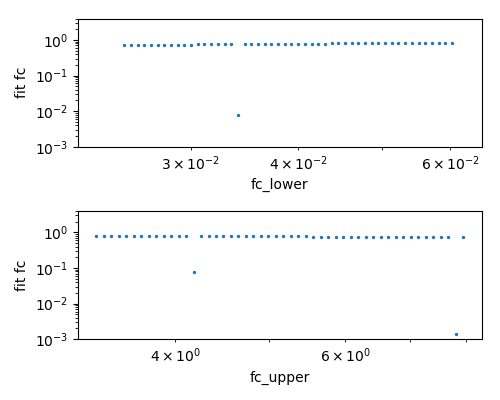 10⁰
10⁻¹
10⁻²
10⁻³
fit fc
3 × 10⁻² 4 × 10⁻² 6 × 10⁻²
fc_lower
10⁰
10⁻¹
10⁻²
10⁻³
fit fc
4 × 10⁰ 6 × 10⁰
fc_upper